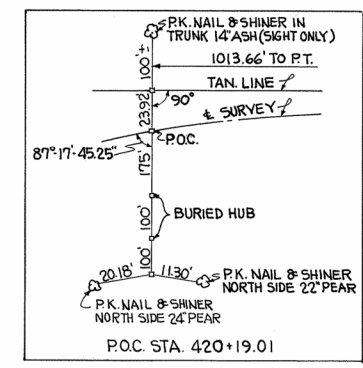 P.K. NAIL & SHINER IN
TRUNK 14" ASH (SIGHT ONLY)
100'±
1013.66' TO P.T.
TAN. LINE
23.92'
90°
℄ SURVEY
P.O.C.
87°-17'-45.25"
175'
100'
BURIED HUB
100'
20.18'
11.30'
P.K. NAIL & SHINER
NORTH SIDE 22" PEAR
P.K. NAIL & SHINER
NORTH SIDE 24" PEAR
P.O.C. STA. 420+19.01